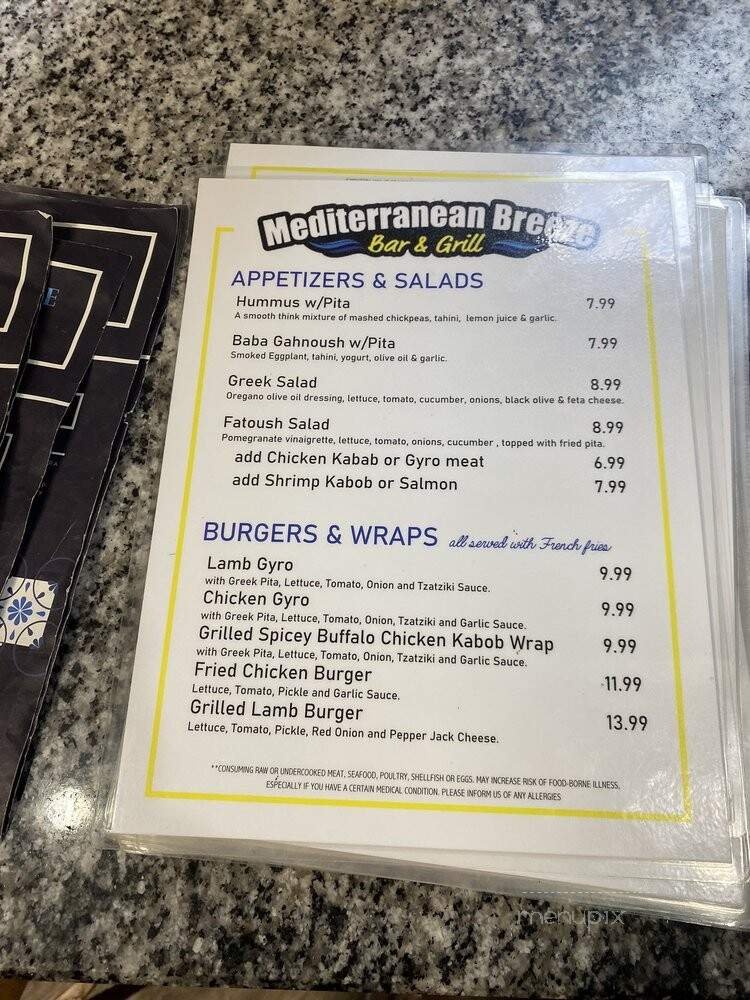 Mediterranean Breeze
Bar & Grill
APPETIZERS & SALADS
Hummus w/Pita 7.99
A smooth think mixture of mashed chickpeas, tahini, lemon juice & garlic.
Baba Gahnoush w/Pita 7.99
Smoked Eggplant, tahini, yogurt, olive oil & garlic.
Greek Salad 8.99
Oregano olive oil dressing, lettuce, tomato, cucumber, onions, black olive & feta cheese.
Fatoush Salad 8.99
Pomegranate vinaigrette, lettuce, tomato, onions, cucumber , topped with fried pita.
add Chicken Kabab or Gyro meat 6.99
add Shrimp Kabob or Salmon 7.99
BURGERS & WRAPS all served with French fries
Lamb Gyro 9.99
with Greek Pita, Lettuce, Tomato, Onion and Tzatziki Sauce.
Chicken Gyro 9.99
with Greek Pita, Lettuce, Tomato, Onion, Tzatziki and Garlic Sauce.
Grilled Spicey Buffalo Chicken Kabob Wrap 9.99
with Greek Pita, Lettuce, Tomato, Onion, Tzatziki and Garlic Sauce.
Fried Chicken Burger 11.99
Lettuce, Tomato, Pickle and Garlic Sauce.
Grilled Lamb Burger 13.99
Lettuce, Tomato, Pickle, Red Onion and Pepper Jack Cheese.
**CONSUMING RAW OR UNDERCOOKED MEAT, SEAFOOD, POULTRY, SHELLFISH OR EGGS. MAY INCREASE RISK OF FOOD-BORNE ILLNESS,
ESPECIALLY IF YOU HAVE A CERTAIN MEDICAL CONDITION. PLEASE INFORM US OF ANY ALLERGIES
menupix